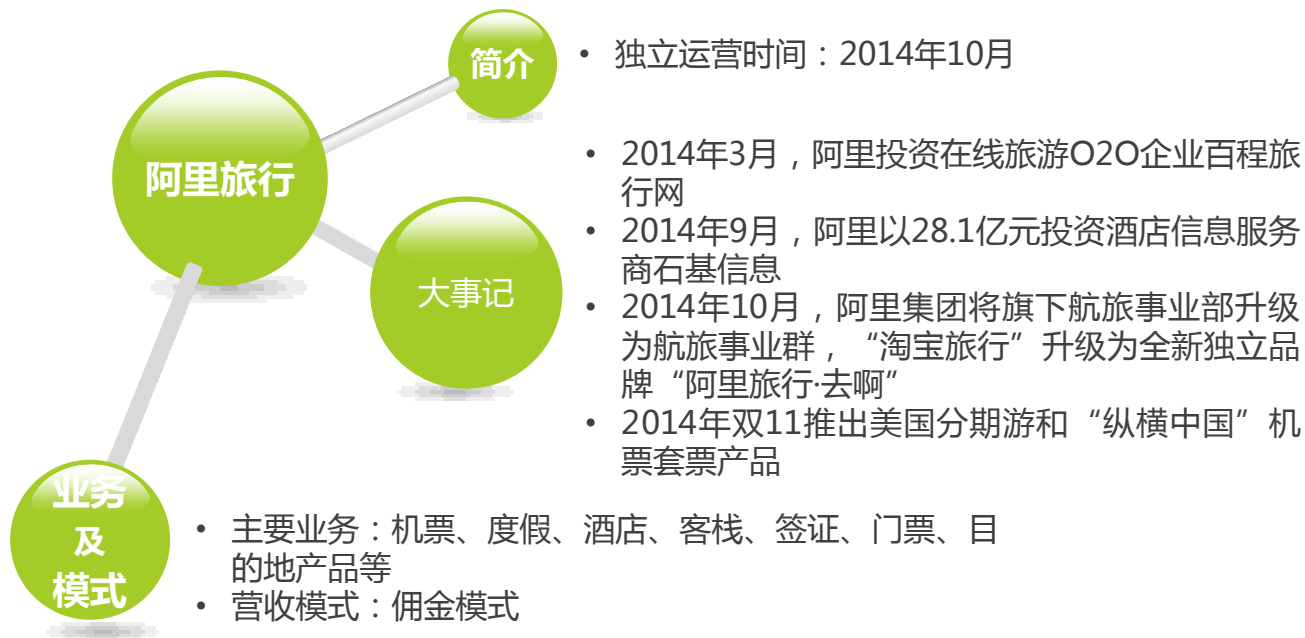 简介
• 独立运营时间：2014年10月
阿里旅行
大事记
• 2014年3月，阿里投资在线旅游O2O企业百程旅
行网
• 2014年9月，阿里以28.1亿元投资酒店信息服务
商石基信息
• 2014年10月，阿里集团将旗下航旅事业部升级
为航旅事业群，“淘宝旅行”升级为全新独立品
牌“阿里旅行·去啊”
• 2014年双11推出美国分期游和“纵横中国”机
票套票产品
业务
及
模式
• 主要业务：机票、度假、酒店、客栈、签证、门票、目
的地产品等
• 营收模式：佣金模式